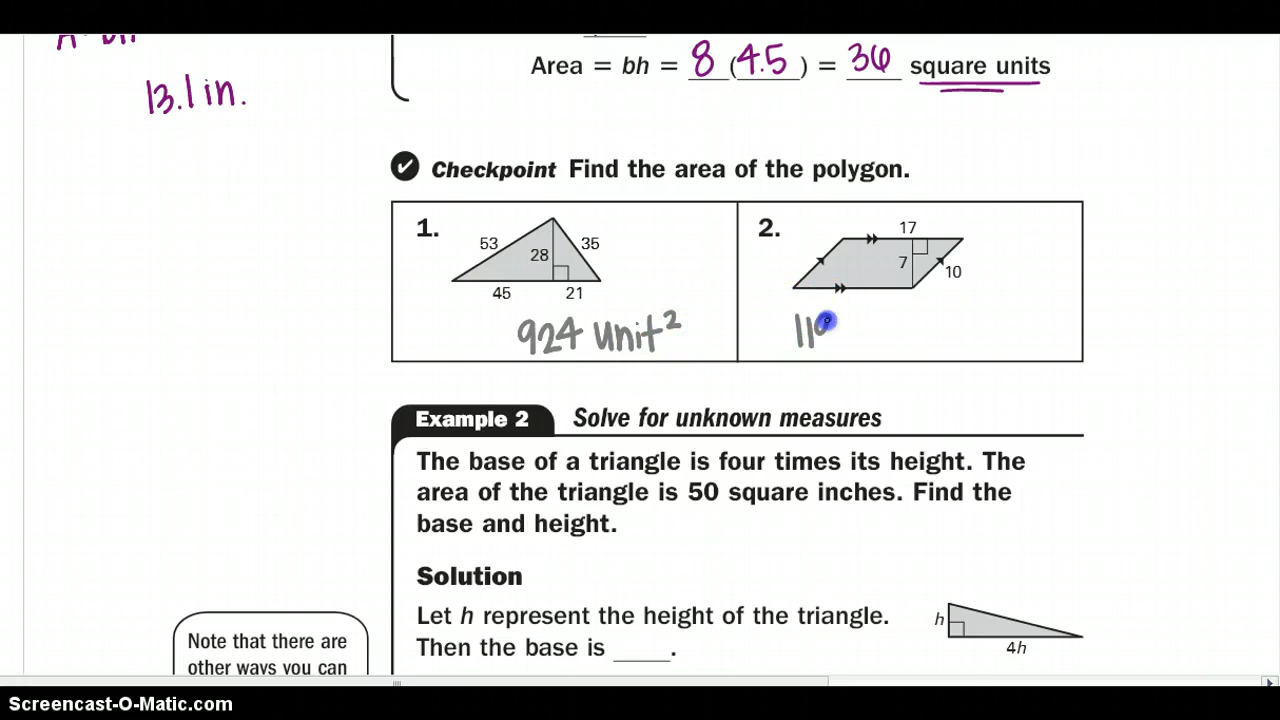 13.1 in.
Area = bh = 8 (4.5) = 36 square units
Checkpoint Find the area of the polygon.
1.
53
28
35
45
21
924 unit²
2.
17
7
10
Example 2 Solve for unknown measures
The base of a triangle is four times its height. The
area of the triangle is 50 square inches. Find the
base and height.
Solution
Let h represent the height of the triangle.
Then the base is ____.
h
4h
Note that there are
other ways you can
Screencast-O-Matic.com